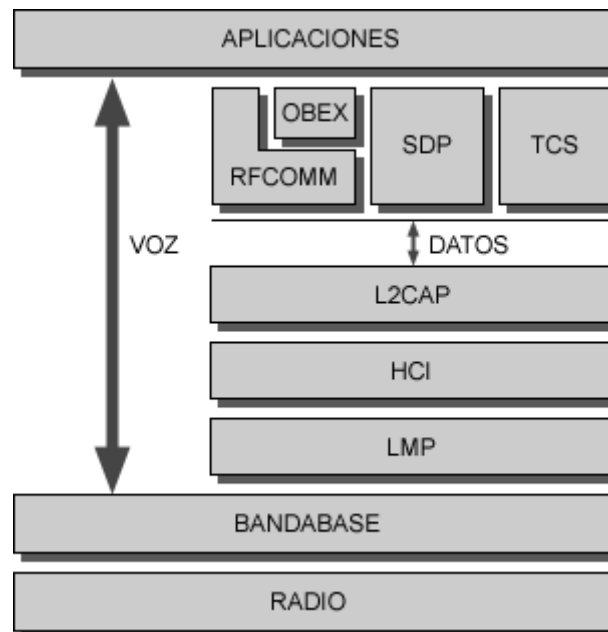 APLICACIONES
OBEX
SDP
TCS
RFCOMM
VOZ
DATOS
L2CAP
HCI
LMP
BANDABASE
RADIO